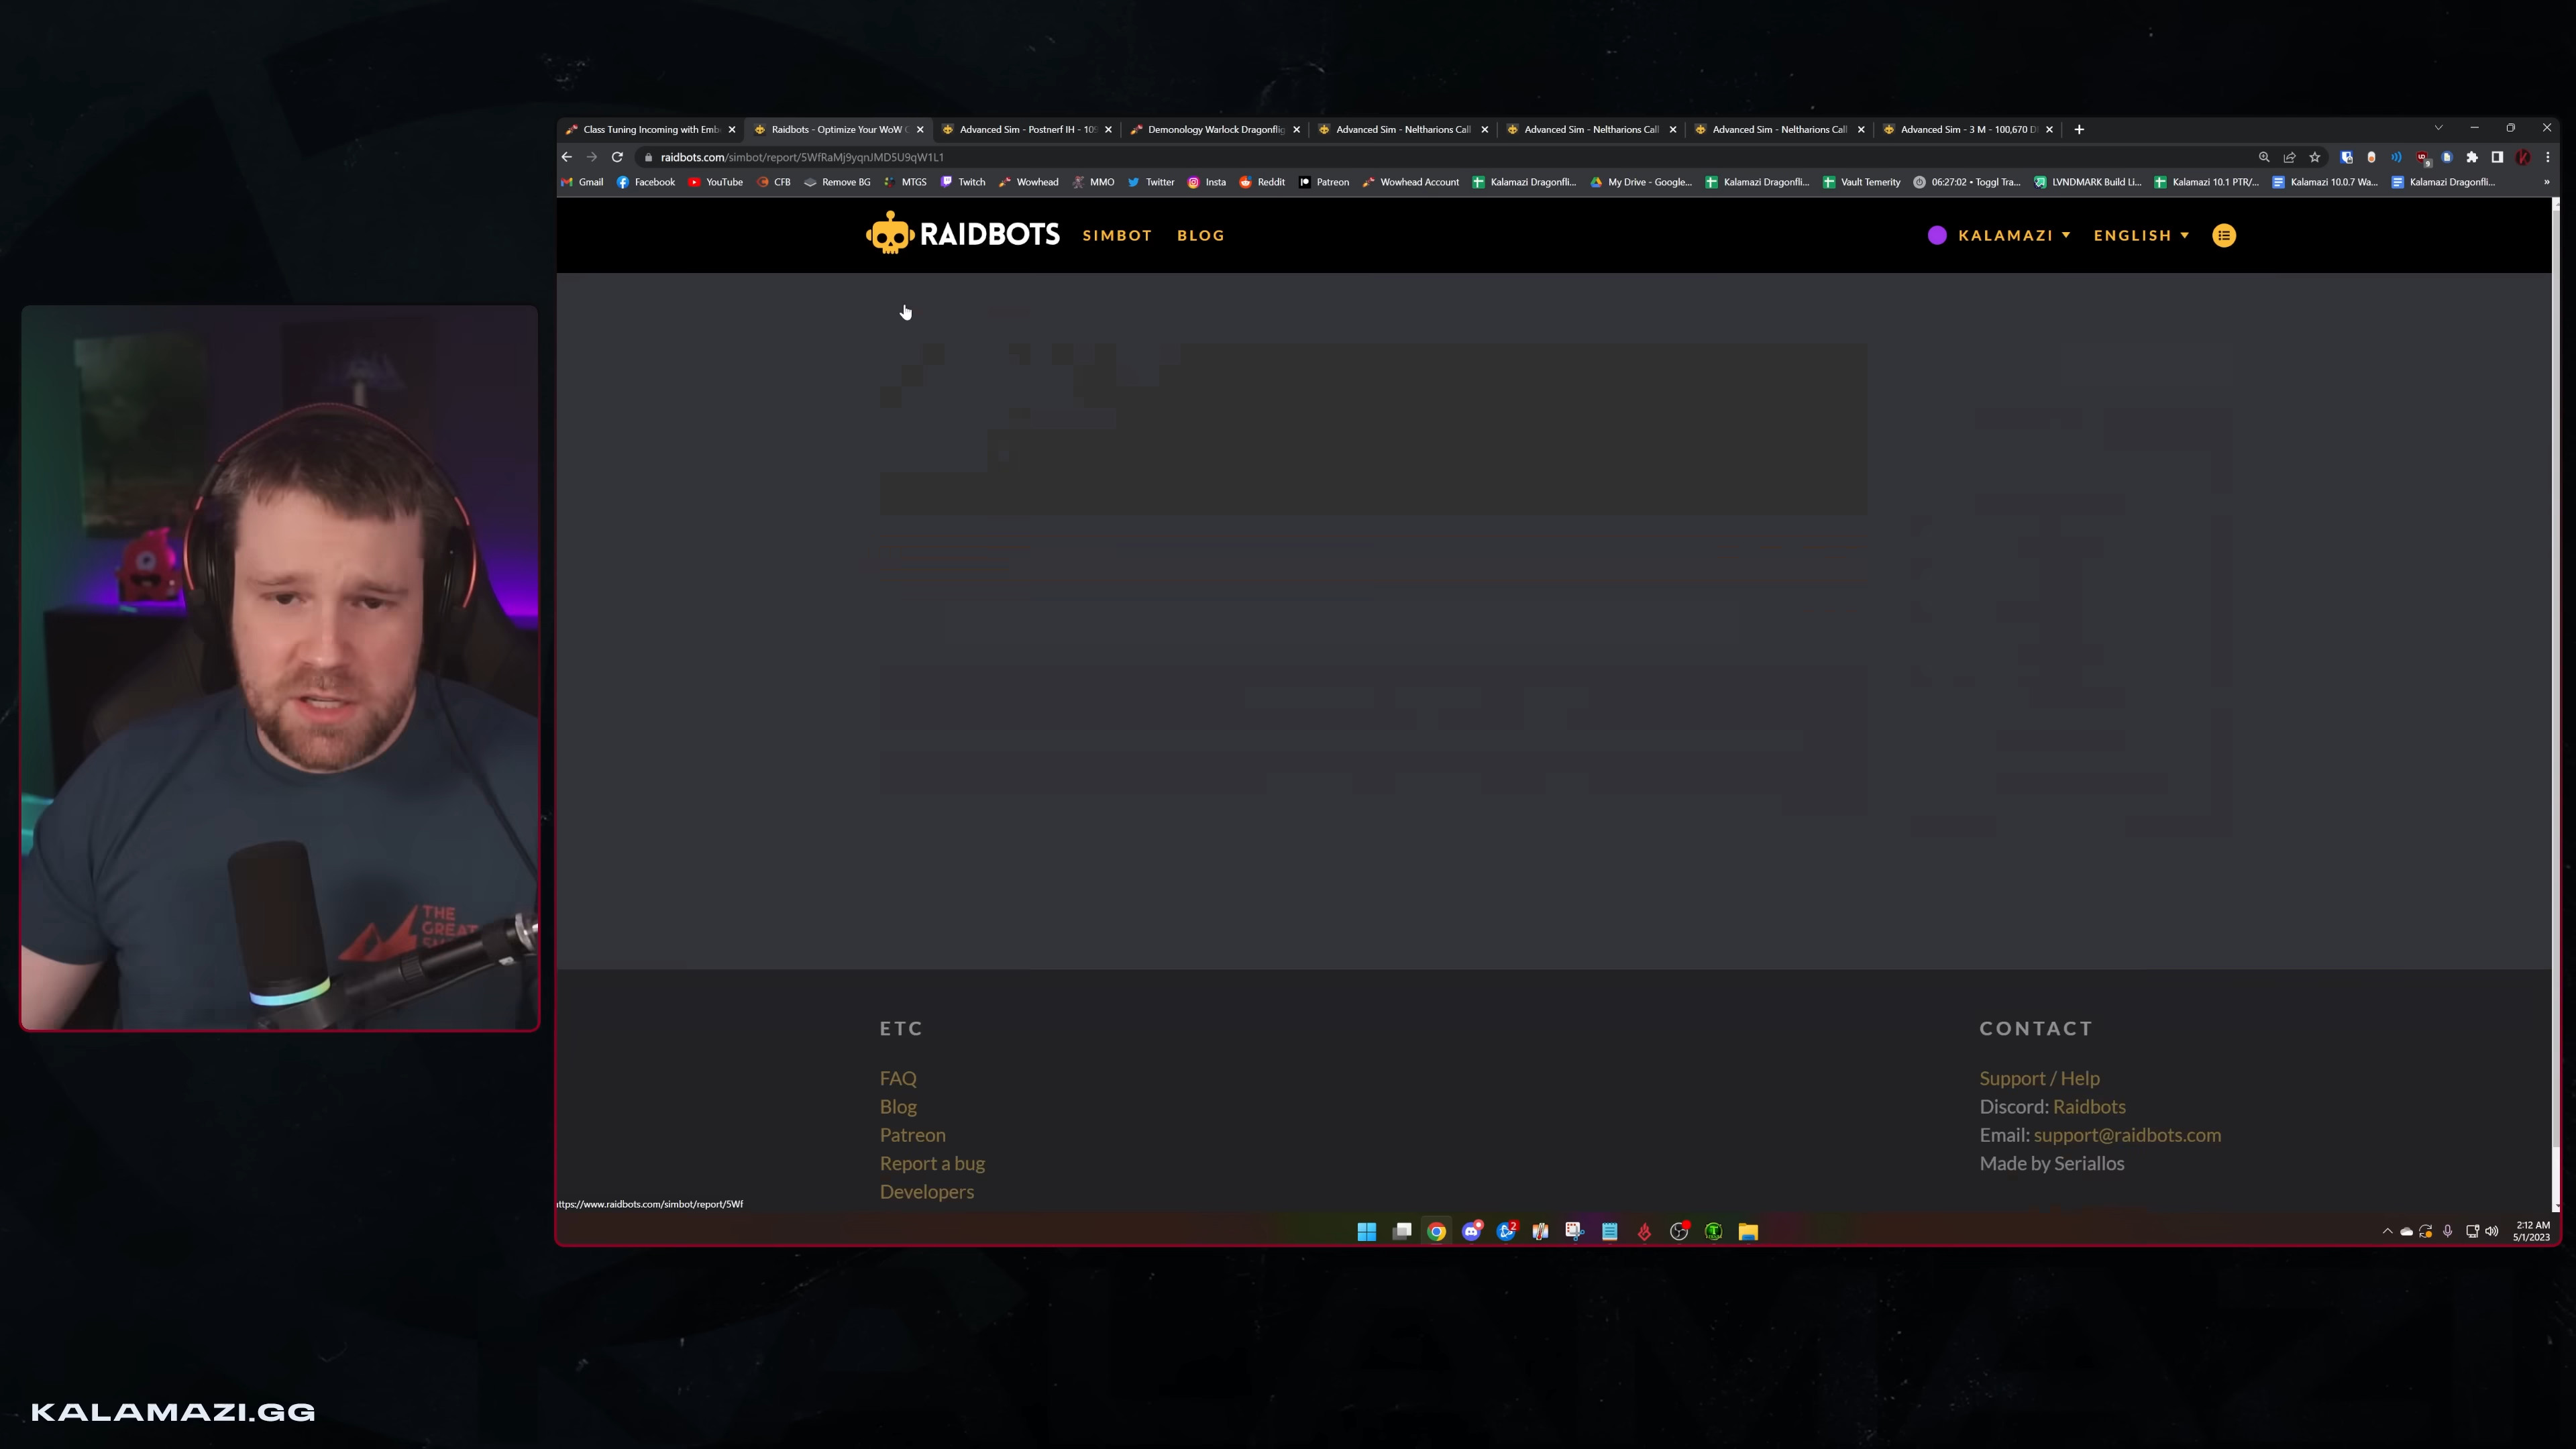 Class Tuning Incoming with Emb
Raidbots - Optimize Your WoW C
Advanced Sim - Postnerf IH - 109
Demonology Warlock Dragonflig
Advanced Sim - Neltharions Call
Advanced Sim - Neltharions Call
Advanced Sim - Neltharions Call
Advanced Sim - 3 M - 100,670 D
raidbots.com/simbot/report/5WfRaMj9yqnJMD5U9qW1L1
Gmail
Facebook
YouTube
CFB
Remove BG
MTGS
Twitch
Wowhead
MMO
Twitter
Insta
Reddit
Patreon
Wowhead Account
Kalamazi Dragonfli...
My Drive - Google...
Kalamazi Dragonfli...
Vault Temerity
06:27:02 • Toggl Tra...
LVNDMARK Build Li...
Kalamazi 10.1 PTR/...
Kalamazi 10.0.7 Wa...
Kalamazi Dragonfli...
RAIDBOTS
SIMBOT
BLOG
KALAMAZI
ENGLISH
THE
GREAT
ETC
FAQ
Blog
Patreon
Report a bug
Developers
CONTACT
Support / Help
Discord: Raidbots
Email: support@raidbots.com
Made by Seriallos
ttps://www.raidbots.com/simbot/report/5Wf
2
2:12 AM
5/1/2023
KALAMAZI.GG